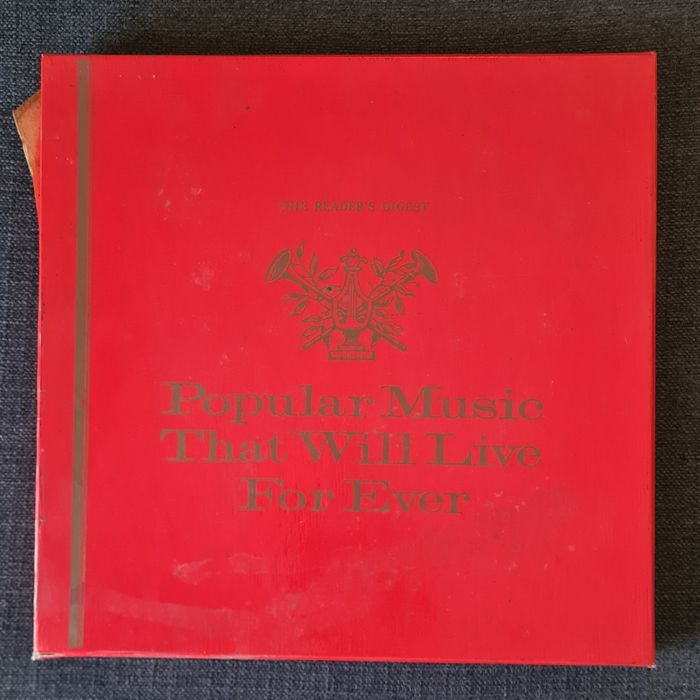 THE READER'S DIGEST
Popular Music
That Will Live
For Ever